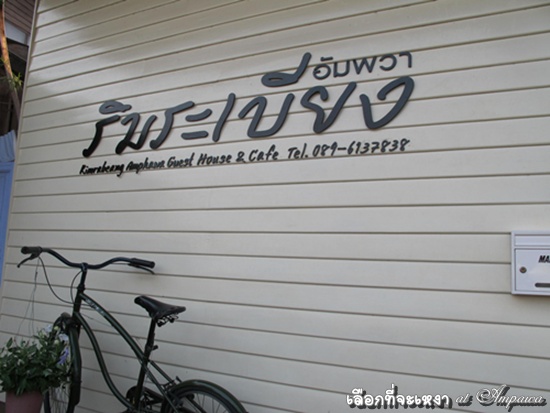 อัมพวา
ริมระเบียง
Rimrabeang Amphawa Guest House & Cafe Tel. 089-6137838
MA
เลือกที่จะเหงา at Ampawa